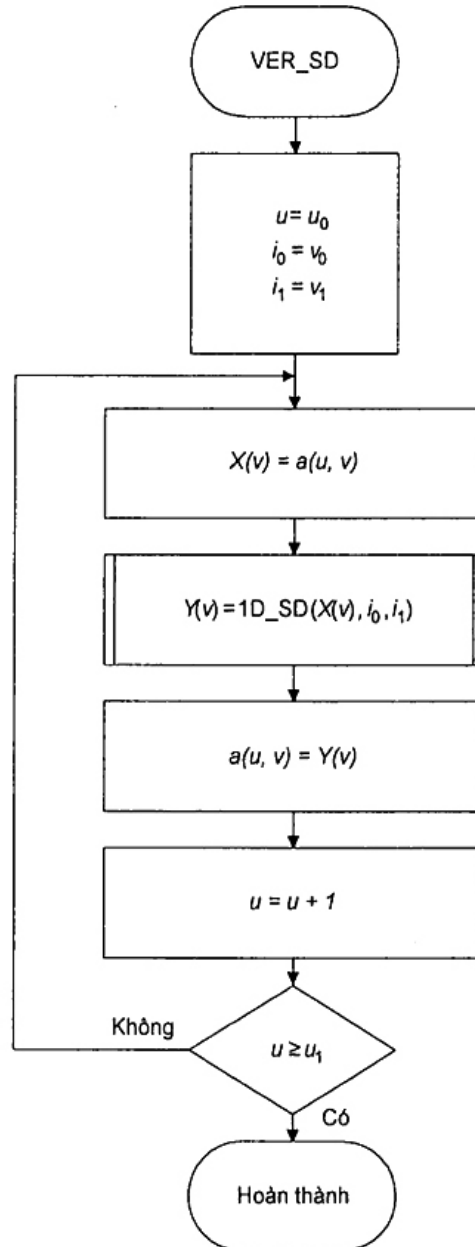 VER_SD
u= u₀
i₀ = v₀
i₁ = v₁
X(v) = a(u, v)
Y(v)=1D_SD(X(v), i₀, i₁)
a(u, v) = Y(v)
u = u + 1
Không
u ≥ u₁
Có
Hoàn thành